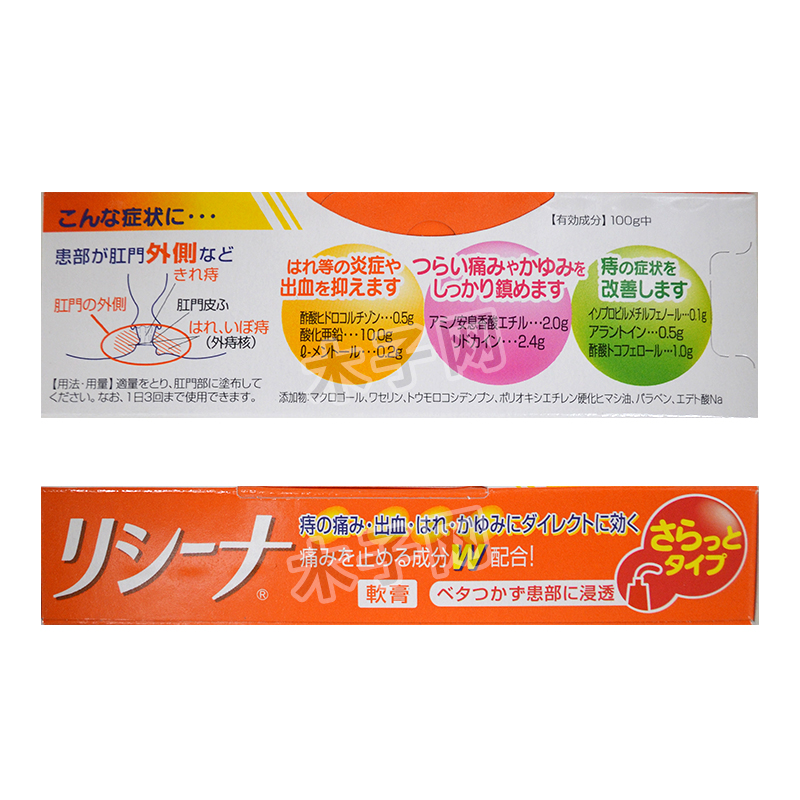 こんな症状に・・・
【有効成分】100g中
患部が肛門外側など
きれ痔
肛門の外側
肛門皮ふ
はれ、いぼ痔
(外痔核)
はれ等の炎症や
出血を抑えます
酢酸ヒドロコルチゾン…0.5g
酸化亜鉛…10.0g
ℓ-メントール…0.2g
つらい痛みやかゆみを
しっかり鎮めます
アミノ安息香酸エチル…2.0g
リドカイン…2.4g
痔の症状を
改善します
イソプロピルメチルフェノール…0.1g
アラントイン…0.5g
酢酸トコフェロール…1.0g
【用法・用量】適量をとり、肛門部に塗布して
ください。なお、1日3回まで使用できます。
添加物:マクロゴール、ワセリン、トウモロコシデンプン、ポリオキシエチレン硬化ヒマシ油、パラベン、エデト酸Na
木子网
リシーナ®
痔の痛み・出血・はれ・かゆみにダイレクトに効く
痛みを止める成分W配合!
軟膏
ベタつかず患部に浸透
さらっと
タイプ
木子网